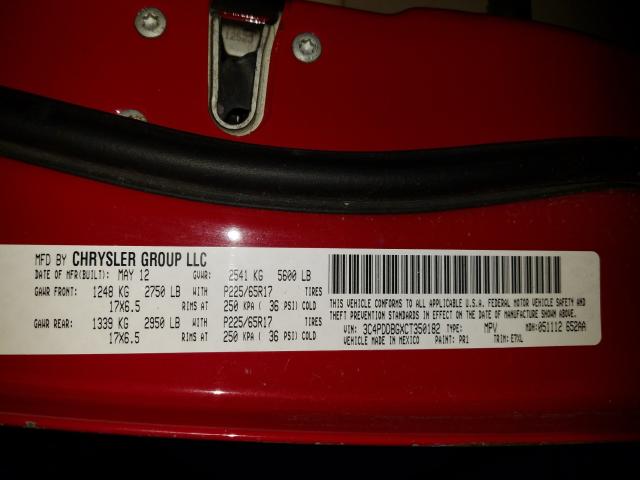 MFD BY CHRYSLER GROUP LLC
DATE OF MFR(BUILT): MAY 12 GVWR: 2541 KG 5600 LB
GAWR FRONT: 1248 KG 2750 LB WITH P225/65R17 TIRES
17X6.5 RIMS AT 250 KPA ( 36 PSI) COLD
GAWR REAR: 1339 KG 2950 LB WITH P225/65R17 TIRES
17X6.5 RIMS AT 250 KPA ( 36 PSI) COLD
THIS VEHICLE CONFORMS TO ALL APPLICABLE U.S.A. FEDERAL MOTOR VEHICLE SAFETY AND
THEFT PREVENTION STANDARDS IN EFFECT ON THE DATE OF MANUFACTURE SHOWN ABOVE.
VIN: 3C4PDDBGXCT350182 TYPE: MPV MDH: 051112 652AA
VEHICLE MADE IN MEXICO PAINT: PR1 TRIM: E7XL